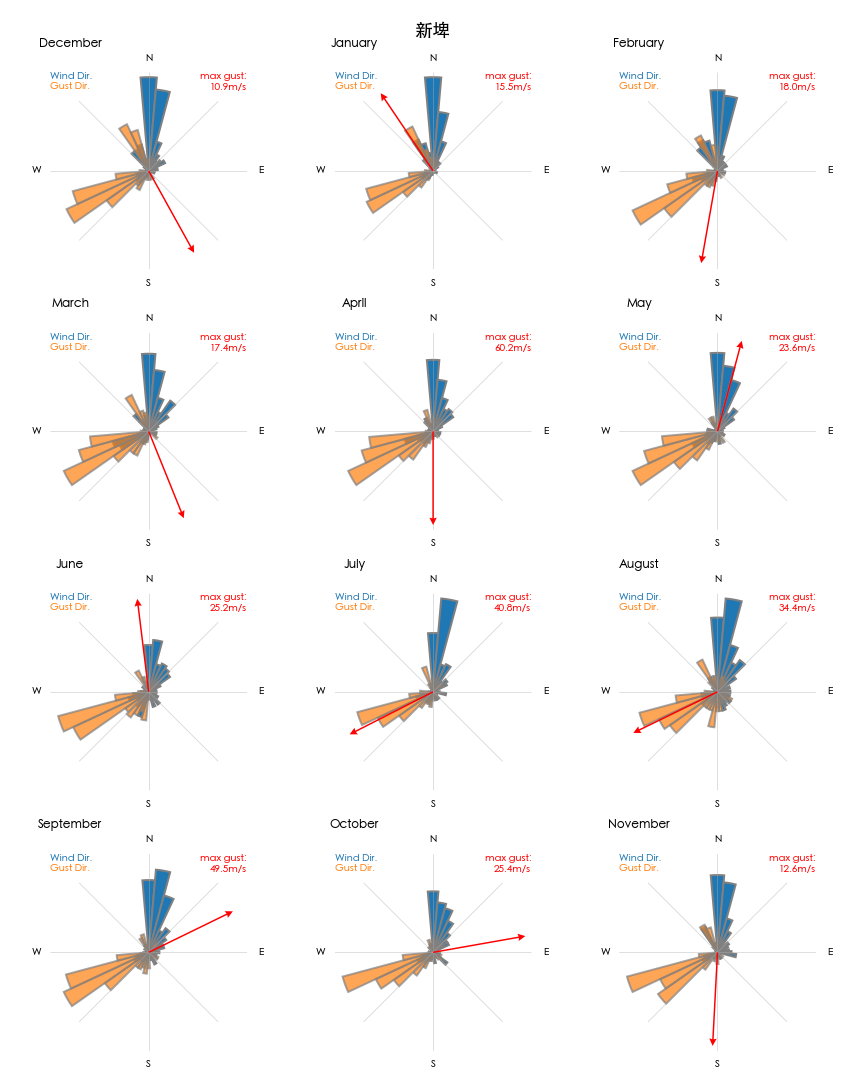 新埤
December
N
Wind Dir.
Gust Dir.
max gust:
10.9m/s
W
E
S
January
N
Wind Dir.
Gust Dir.
max gust:
15.5m/s
W
E
S
February
N
Wind Dir.
Gust Dir.
max gust:
18.0m/s
W
E
S
March
N
Wind Dir.
Gust Dir.
max gust:
17.4m/s
W
E
S
April
N
Wind Dir.
Gust Dir.
max gust:
60.2m/s
W
E
S
May
N
Wind Dir.
Gust Dir.
max gust:
23.6m/s
W
E
S
June
N
Wind Dir.
Gust Dir.
max gust:
25.2m/s
W
E
S
July
N
Wind Dir.
Gust Dir.
max gust:
40.8m/s
W
E
S
August
N
Wind Dir.
Gust Dir.
max gust:
34.4m/s
W
E
S
September
N
Wind Dir.
Gust Dir.
max gust:
49.5m/s
W
E
S
October
N
Wind Dir.
Gust Dir.
max gust:
25.4m/s
W
E
S
November
N
Wind Dir.
Gust Dir.
max gust:
12.6m/s
W
E
S